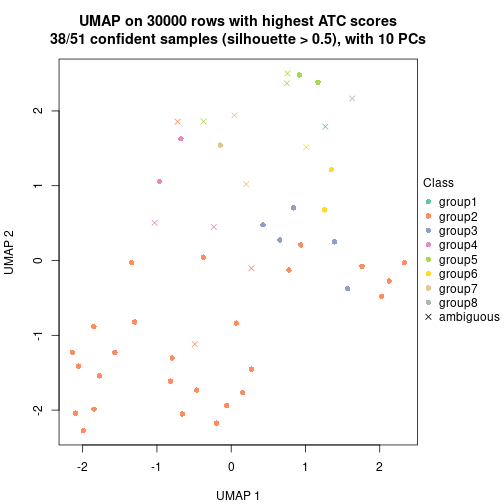 UMAP on 30000 rows with highest ATC scores
38/51 confident samples (silhouette > 0.5), with 10 PCs
UMAP 2
2
1
0
-1
-2
-2
-1
0
1
2
UMAP 1
Class
group1
group2
group3
group4
group5
group6
group7
group8
ambiguous